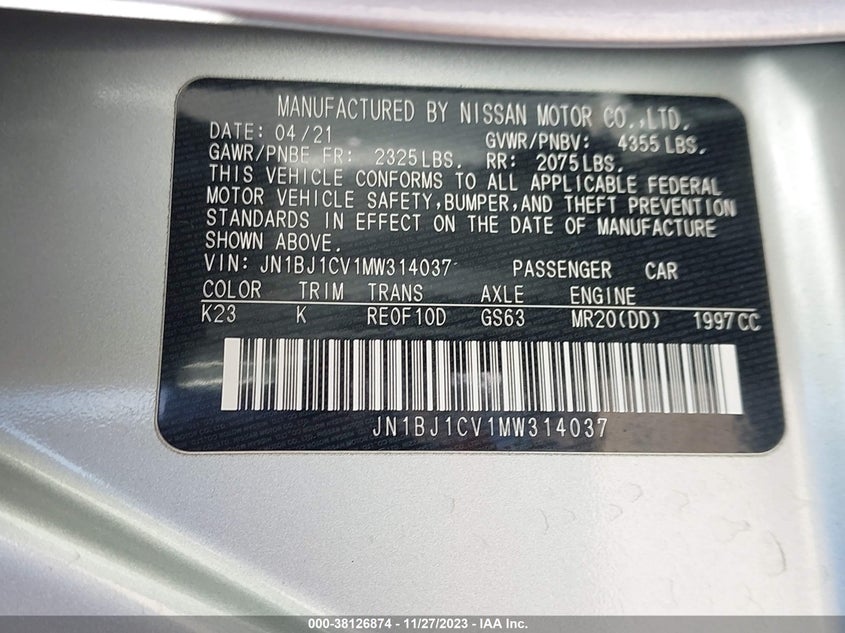 MANUFACTURED BY NISSAN MOTOR CO.,LTD.
DATE: 04/21 GVWR/PNBV: 4355 LBS.
GAWR/PNBE FR: 2325 LBS. RR: 2075 LBS.
THIS VEHICLE CONFORMS TO ALL APPLICABLE FEDERAL
MOTOR VEHICLE SAFETY,BUMPER,AND THEFT PREVENTION
STANDARDS IN EFFECT ON THE DATE OF MANUFACTURE
SHOWN ABOVE.
VIN: JN1BJ1CV1MW314037 PASSENGER CAR
COLOR TRIM TRANS AXLE ENGINE
K23 K RE0F10D GS63 MR20(DD) 1997CC
JN1BJ1CV1MW314037
000-38126874 - 11/27/2023 - IAA Inc.